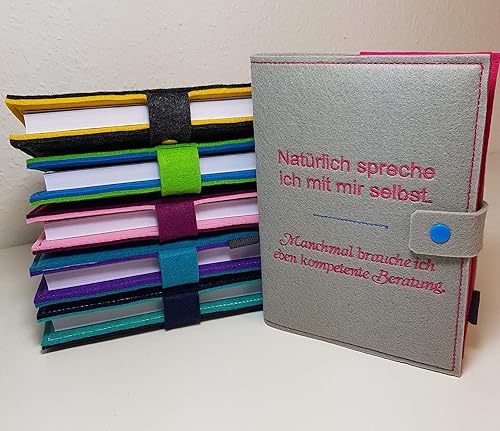 Natürlich spreche
ich mit mir selbst.
Manchmal brauche ich
eben kompetente Beratung.